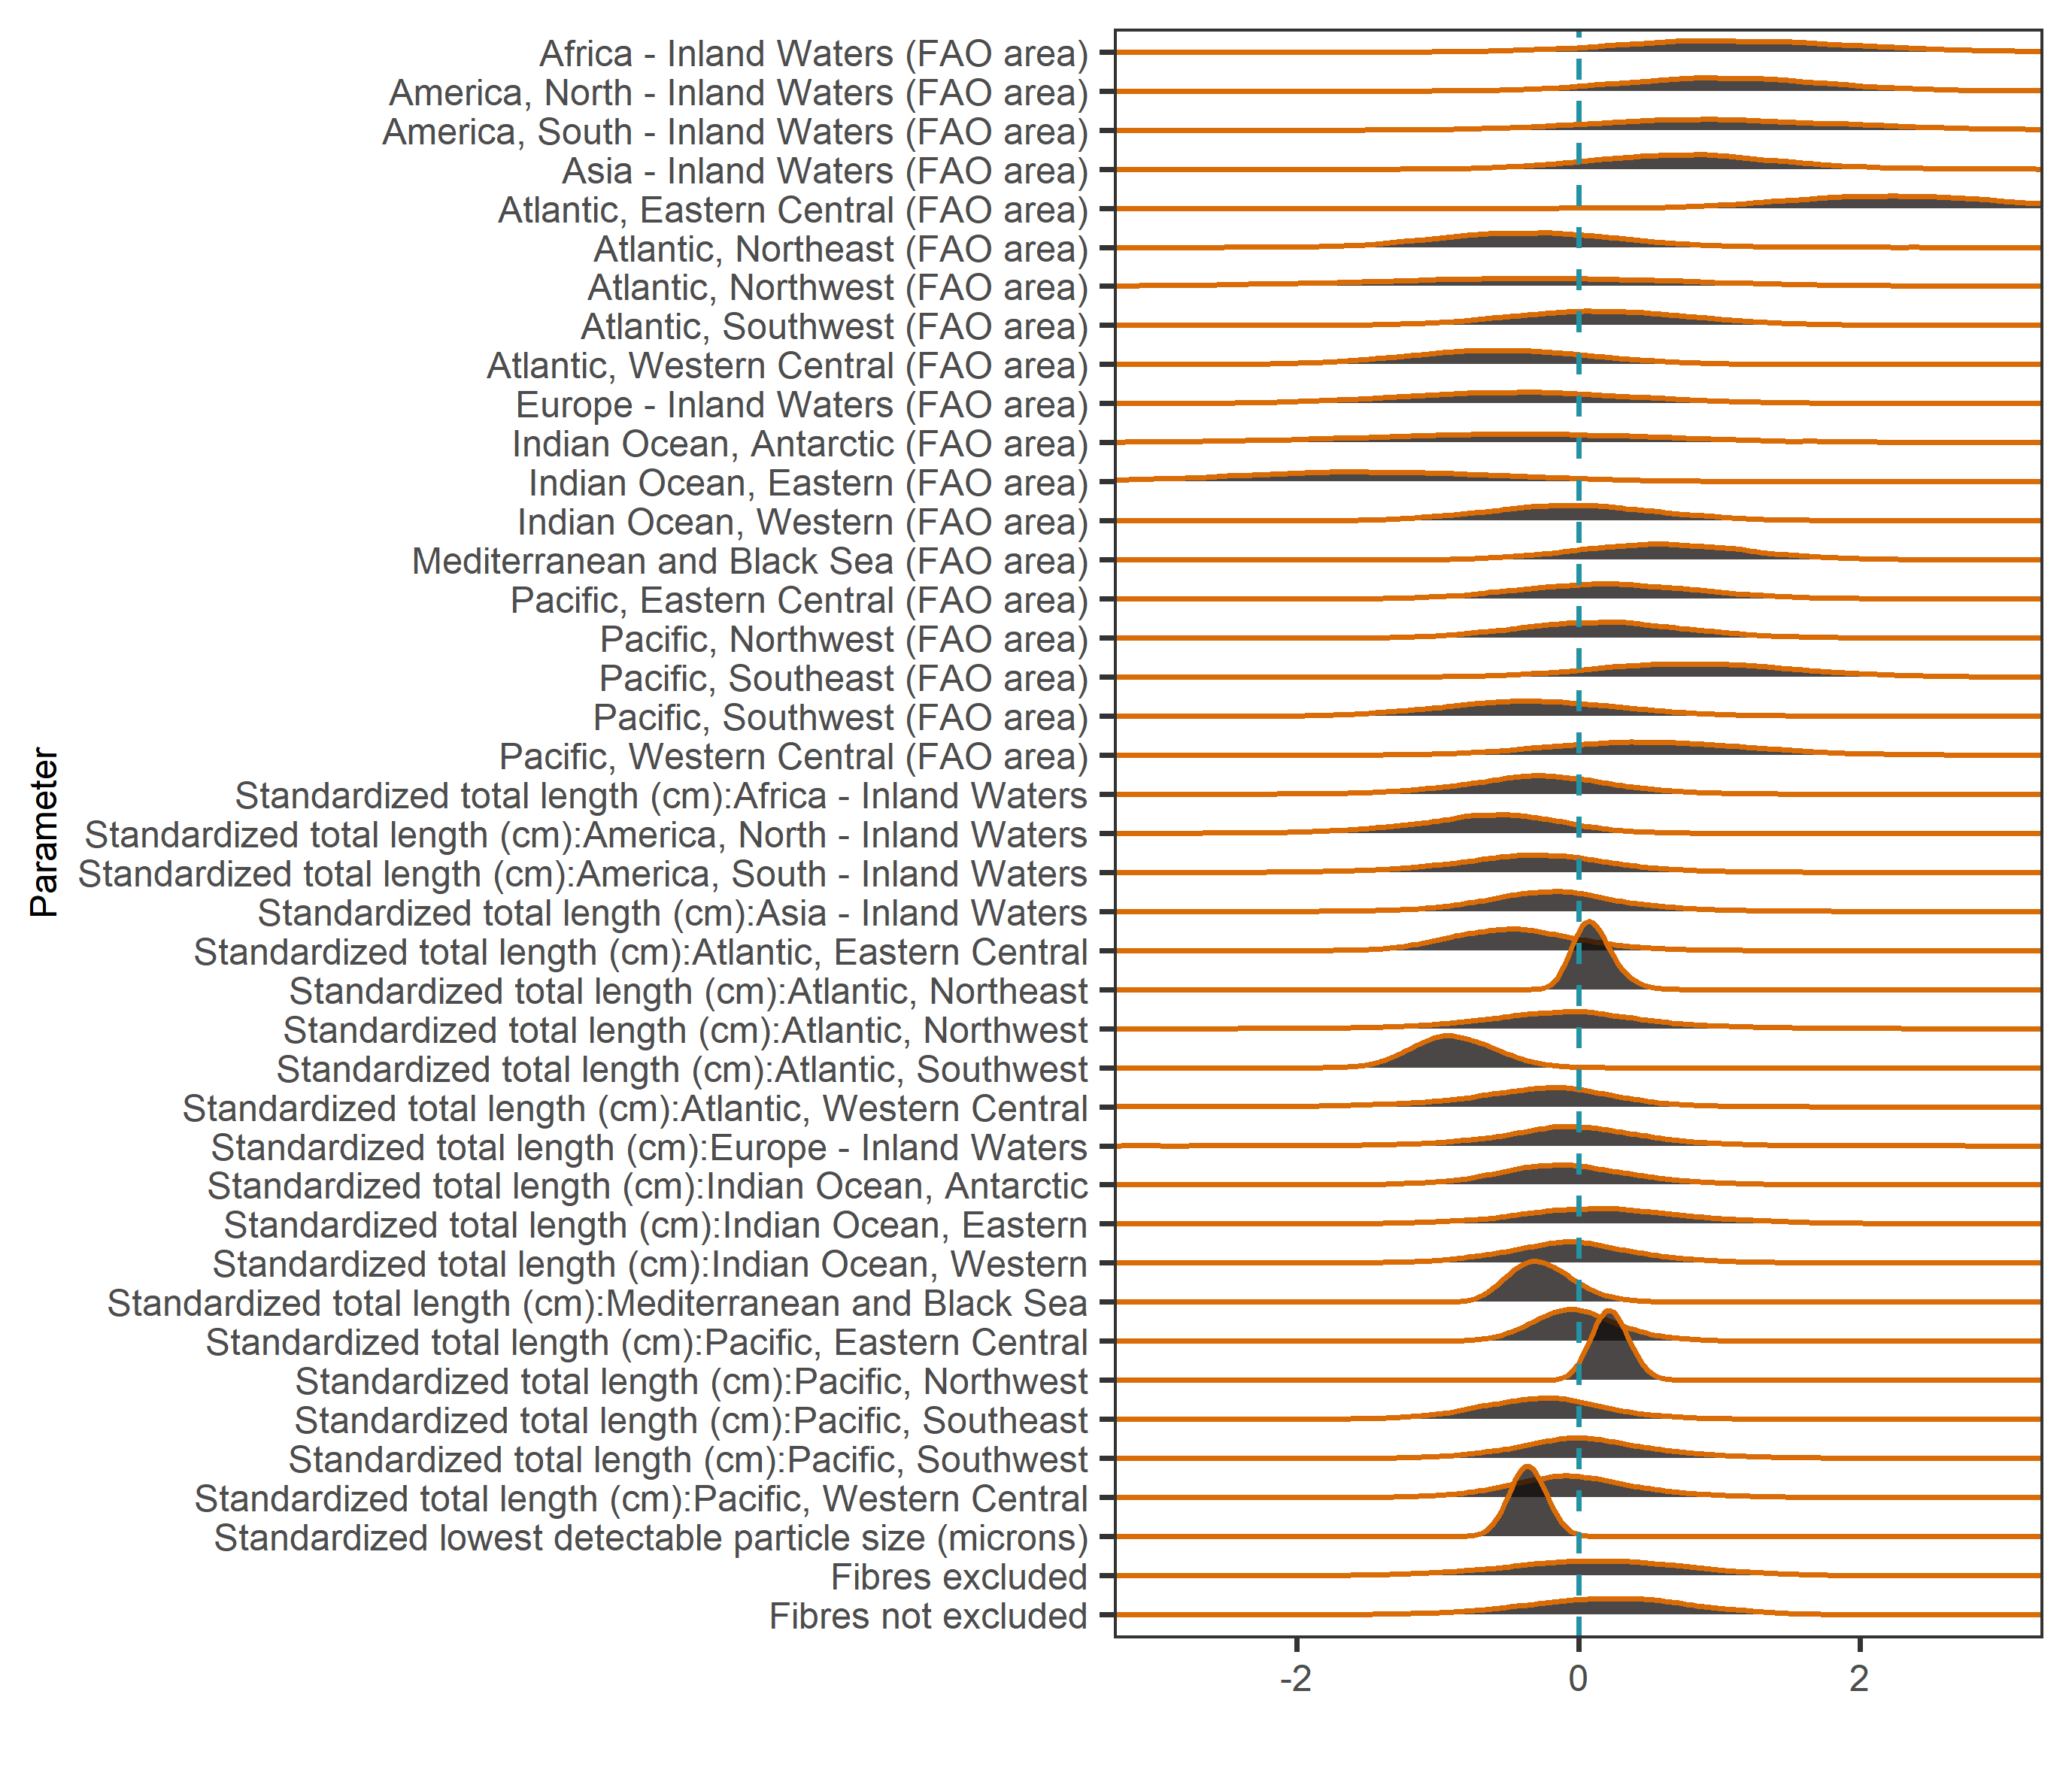 Africa - Inland Waters (FAO area)
America, North - Inland Waters (FAO area)
America, South - Inland Waters (FAO area)
Asia - Inland Waters (FAO area)
Atlantic, Eastern Central (FAO area)
Atlantic, Northeast (FAO area)
Atlantic, Northwest (FAO area)
Atlantic, Southwest (FAO area)
Atlantic, Western Central (FAO area)
Europe - Inland Waters (FAO area)
Indian Ocean, Antarctic (FAO area)
Indian Ocean, Eastern (FAO area)
Indian Ocean, Western (FAO area)
Mediterranean and Black Sea (FAO area)
Pacific, Eastern Central (FAO area)
Pacific, Northwest (FAO area)
Pacific, Southeast (FAO area)
Pacific, Southwest (FAO area)
Pacific, Western Central (FAO area)
Standardized total length (cm):Africa - Inland Waters
Standardized total length (cm):America, North - Inland Waters
Standardized total length (cm):America, South - Inland Waters
Standardized total length (cm):Asia - Inland Waters
Standardized total length (cm):Atlantic, Eastern Central
Standardized total length (cm):Atlantic, Northeast
Standardized total length (cm):Atlantic, Northwest
Standardized total length (cm):Atlantic, Southwest
Standardized total length (cm):Atlantic, Western Central
Standardized total length (cm):Europe - Inland Waters
Standardized total length (cm):Indian Ocean, Antarctic
Standardized total length (cm):Indian Ocean, Eastern
Standardized total length (cm):Indian Ocean, Western
Standardized total length (cm):Mediterranean and Black Sea
Standardized total length (cm):Pacific, Eastern Central
Standardized total length (cm):Pacific, Northwest
Standardized total length (cm):Pacific, Southeast
Standardized total length (cm):Pacific, Southwest
Standardized total length (cm):Pacific, Western Central
Standardized lowest detectable particle size (microns)
Fibres excluded
Fibres not excluded
Parameter
-2 0 2